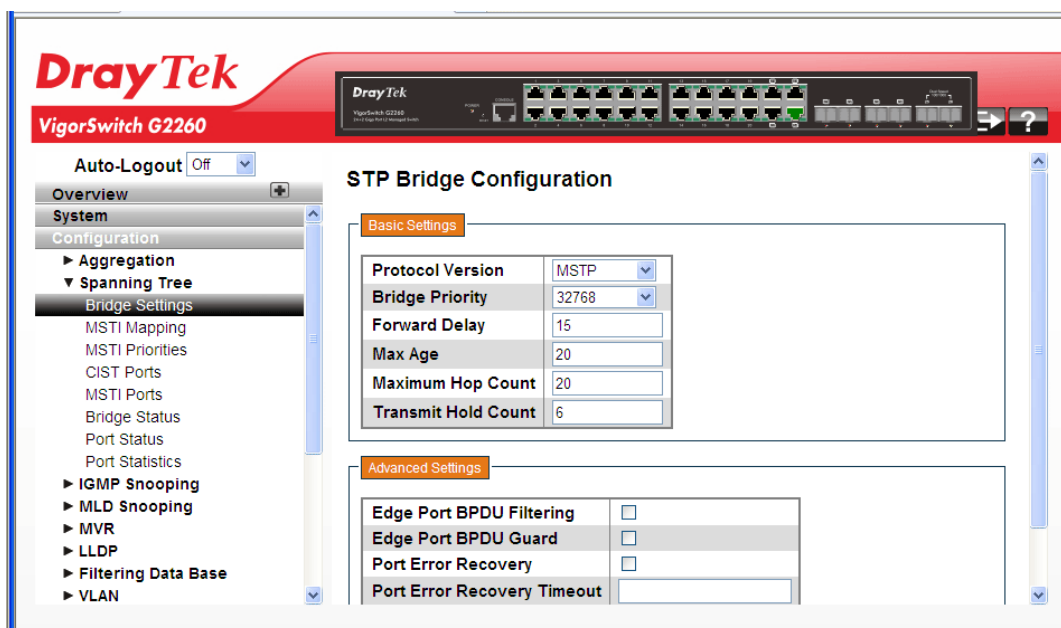 DrayTek
VigorSwitch G2260
DrayTek
VigorSwitch G2260
POWER
CONSOLE
?
Auto-Logout Off
Overview
System
Configuration
Aggregation
Spanning Tree
Bridge Settings
MSTI Mapping
MSTI Priorities
CIST Ports
MSTI Ports
Bridge Status
Port Status
Port Statistics
IGMP Snooping
MLD Snooping
MVR
LLDP
Filtering Data Base
VLAN
STP Bridge Configuration
Basic Settings
Protocol Version MSTP
Bridge Priority 32768
Forward Delay 15
Max Age 20
Maximum Hop Count 20
Transmit Hold Count 6
Advanced Settings
Edge Port BPDU Filtering
Edge Port BPDU Guard
Port Error Recovery
Port Error Recovery Timeout